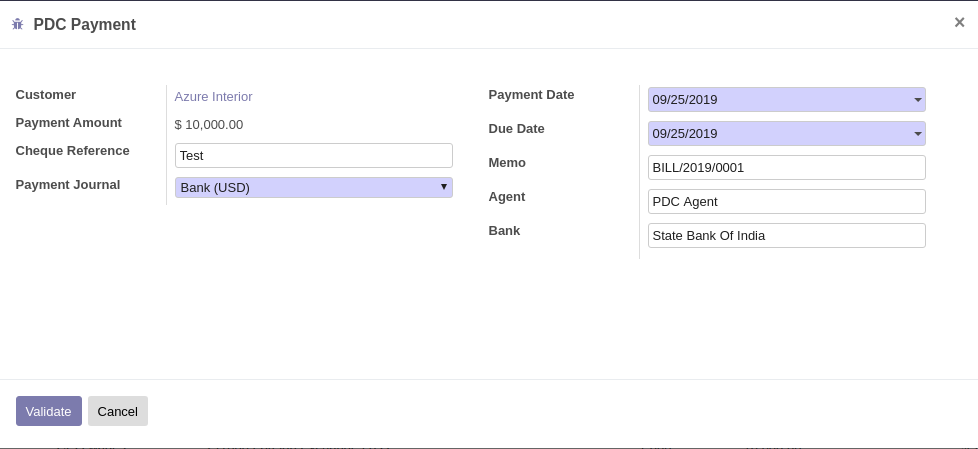 PDC Payment
×
Customer
Azure Interior
Payment Amount
$ 10,000.00
Cheque Reference
Test
Payment Journal
Bank (USD)
Payment Date
09/25/2019
Due Date
09/25/2019
Memo
BILL/2019/0001
Agent
PDC Agent
Bank
State Bank Of India
Validate
Cancel